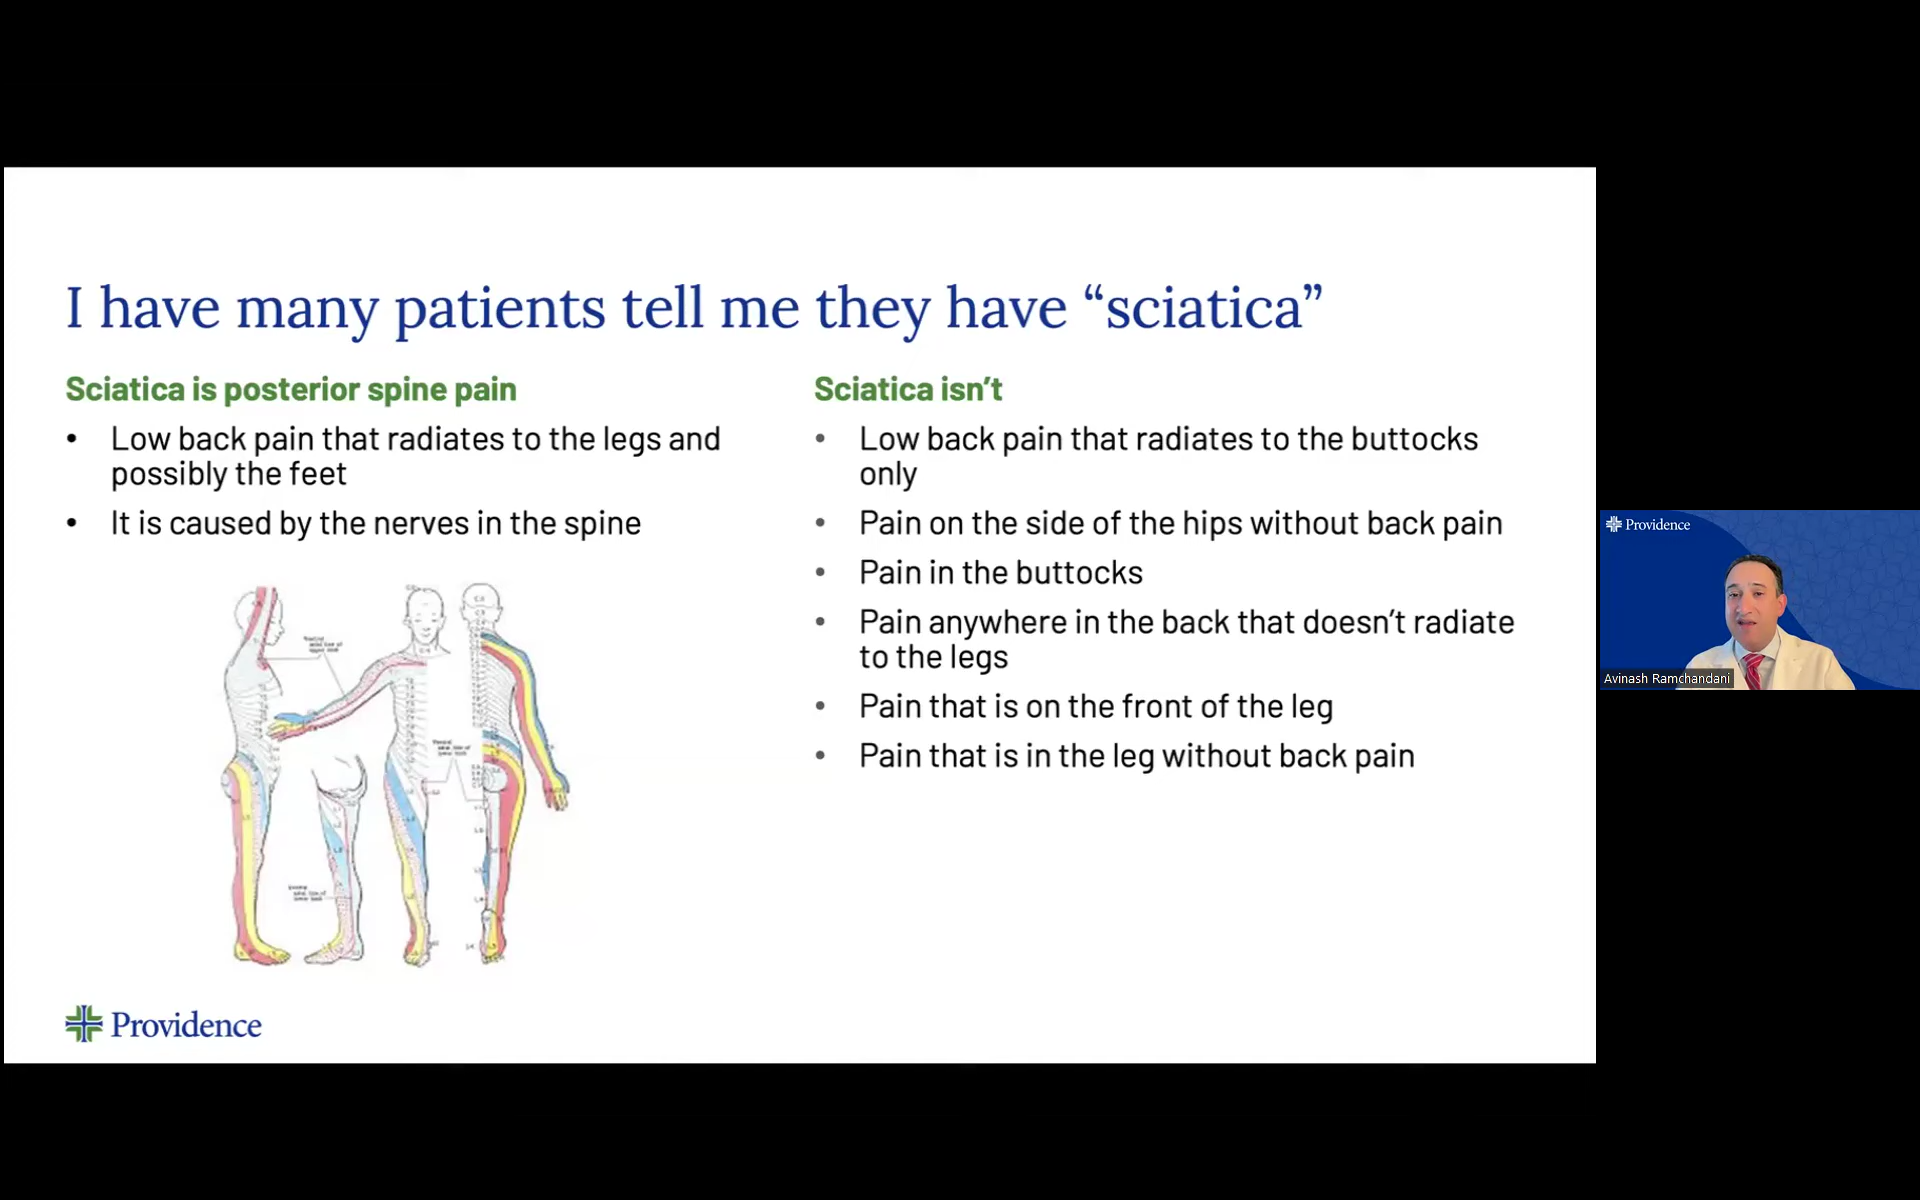 I have many patients tell me they have “sciatica”
Sciatica is posterior spine pain
• Low back pain that radiates to the legs and
possibly the feet
• It is caused by the nerves in the spine
Sciatica isn’t
• Low back pain that radiates to the buttocks
only
• Pain on the side of the hips without back pain
• Pain in the buttocks
• Pain anywhere in the back that doesn’t radiate
to the legs
• Pain that is on the front of the leg
• Pain that is in the leg without back pain
Providence
Providence
Avinash Ramchandani